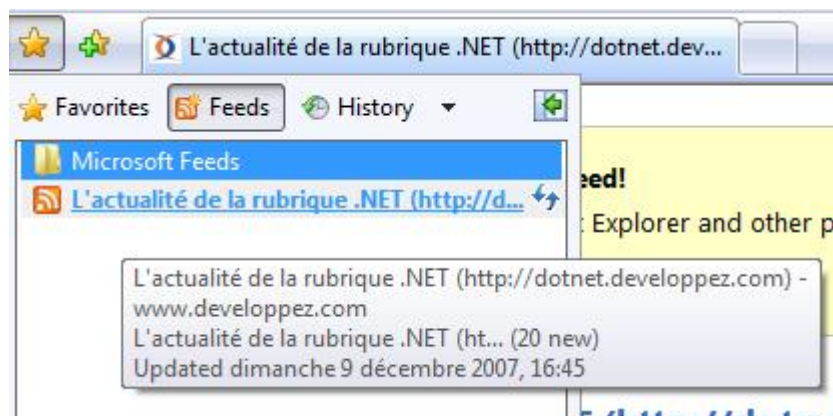 L'actualité de la rubrique .NET (http://dotnet.dev...
Favorites Feeds History
Microsoft Feeds
L'actualité de la rubrique .NET (http://d...
eed!
Explorer and other p
L'actualité de la rubrique .NET (http://dotnet.developpez.com) -
www.developpez.com
L'actualité de la rubrique .NET (ht... (20 new)
Updated dimanche 9 décembre 2007, 16:45